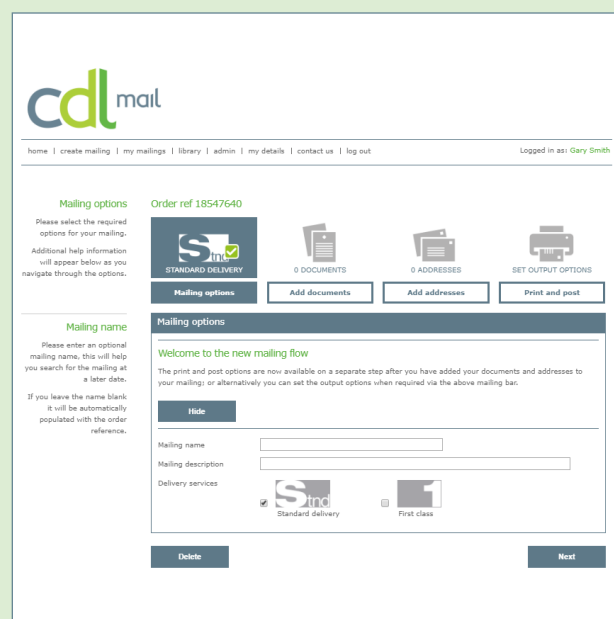 cdl mail
home | create mailing | my mailings | library | admin | my details | contact us | log out
Logged in as: Gary Smith
Mailing options
Please select the required
options for your mailing.
Additional help information
will appear below as you
navigate through the options.
Order ref 18547640
Stnd
STANDARD DELIVERY
0 DOCUMENTS
0 ADDRESSES
SET OUTPUT OPTIONS
Mailing options
Add documents
Add addresses
Print and post
Mailing name
Please enter an optional
mailing name, this will help
you search for the mailing at
a later date.
If you leave the name blank
it will be automatically
populated with the order
reference.
Mailing options
Welcome to the new mailing flow
The print and post options are now available on a separate step after you have added your documents and addresses to
your mailing; or alternatively you can set the output options when required via the above mailing bar.
Hide
Mailing name
Mailing description
Delivery services
Stnd
Standard delivery
1
First class
Delete
Next